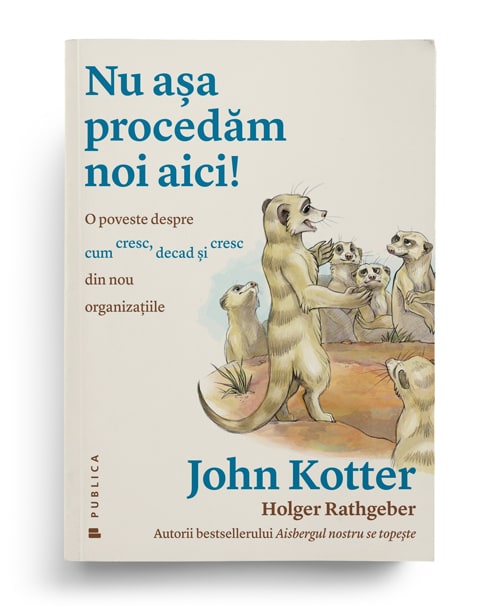 Nu așa
procedăm
noi aici!
O poveste despre
cum cresc, decad și cresc
din nou
organizațiile
PUBLICA
John Kotter
Holger Rathgeber
Autorii bestsellerului Aisbergul nostru se topește